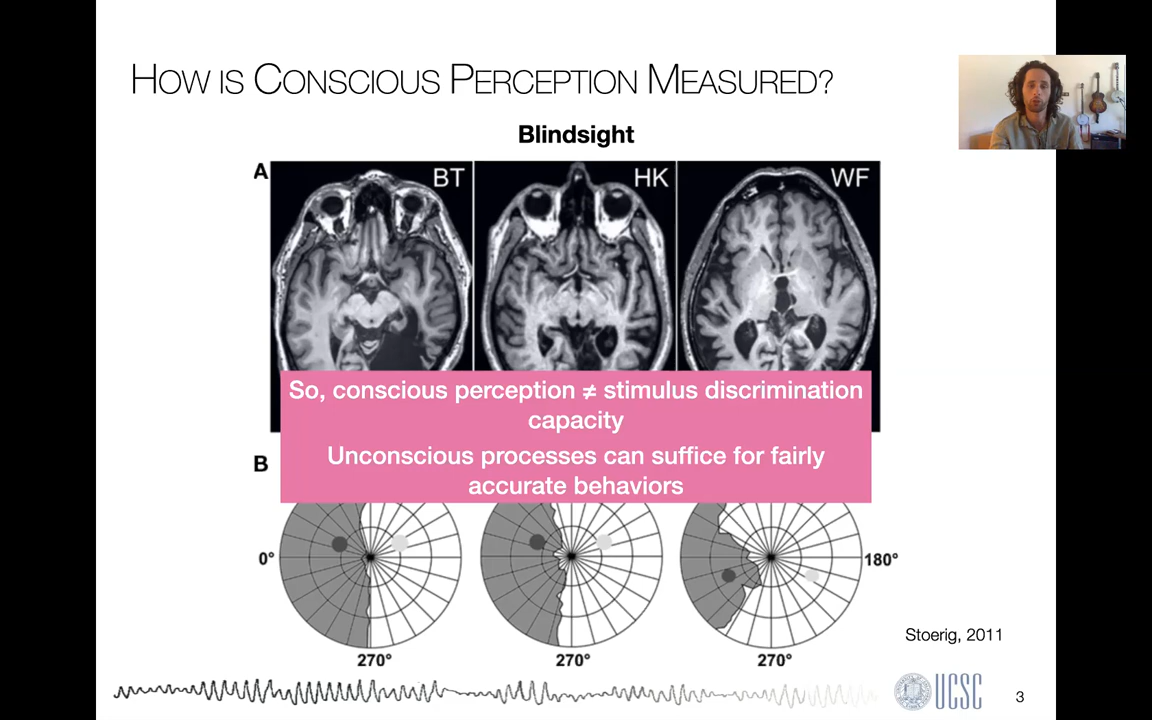 HOW IS CONSCIOUS PERCEPTION MEASURED?
Blindsight
A
BT
HK
WF
So, conscious perception ≠ stimulus discrimination
capacity
Unconscious processes can suffice for fairly
accurate behaviors
B
0°
180°
270°
270°
270°
Stoerig, 2011
UCSC
3